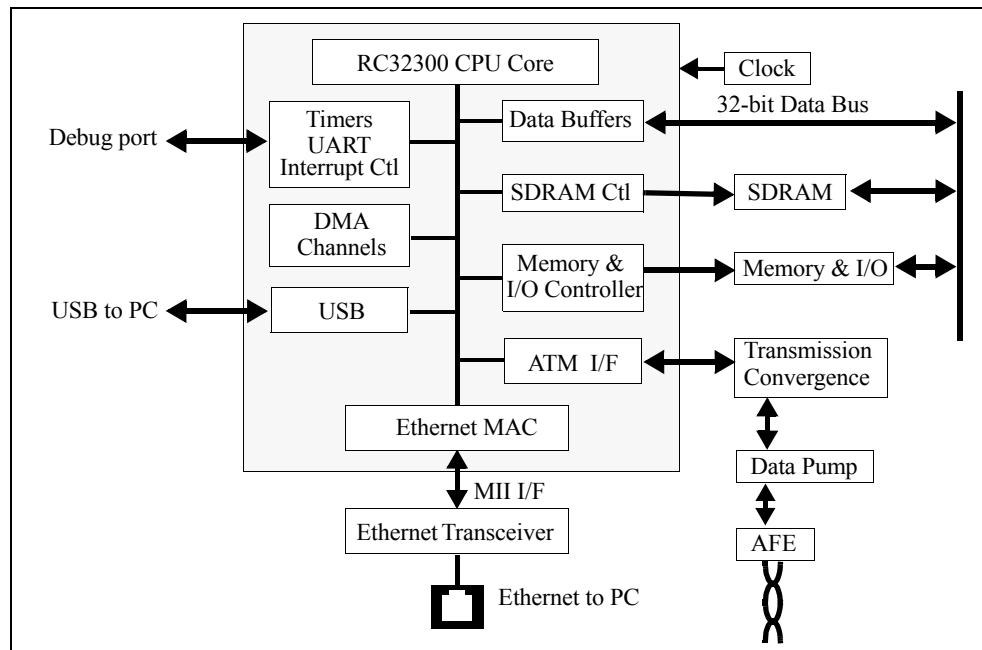 RC32300 CPU Core
Clock
32-bit Data Bus
Debug port
Timers
UART
Interrupt Ctl
Data Buffers
SDRAM Ctl
SDRAM
DMA
Channels
Memory &
I/O Controller
Memory & I/O
USB to PC
USB
ATM I/F
Transmission
Convergence
Ethernet MAC
MII I/F
Data Pump
Ethernet Transceiver
AFE
Ethernet to PC